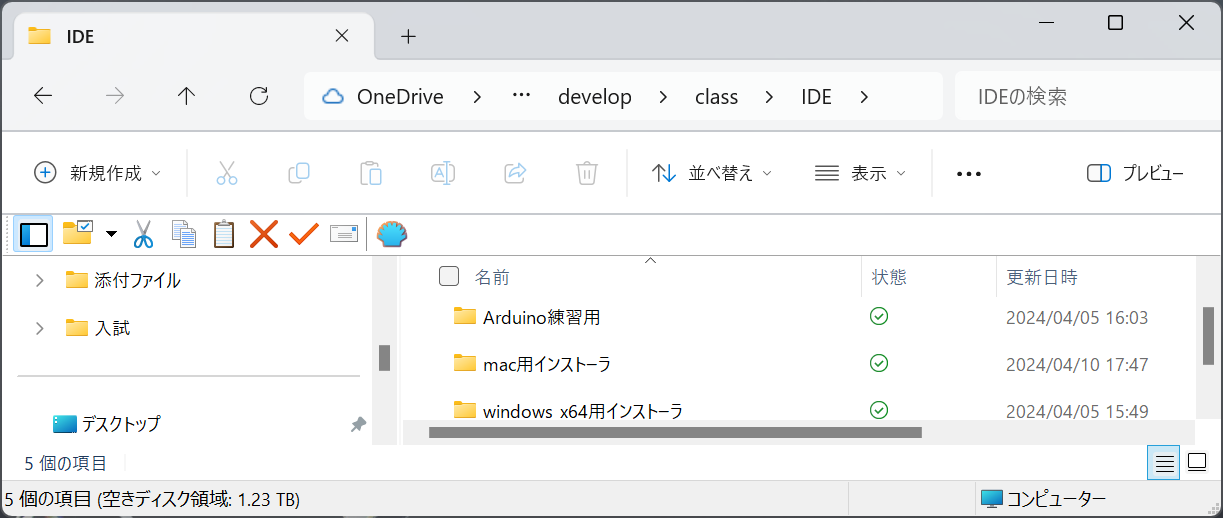 IDE
OneDrive > ... develop > class > IDE >
IDEの検索
新規作成
並べ替え
表示
プレビュー
添付ファイル
入試
デスクトップ
名前 状態 更新日時
Arduino練習用 2024/04/05 16:03
mac用インストーラ 2024/04/10 17:47
windows x64用インストーラ 2024/04/05 15:49
5 個の項目
5 個の項目 (空きディスク領域: 1.23 TB)
コンピューター